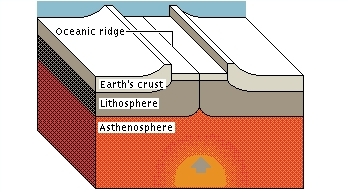 Oceanic ridge
Earth's crust
Lithosphere
Asthenosphere